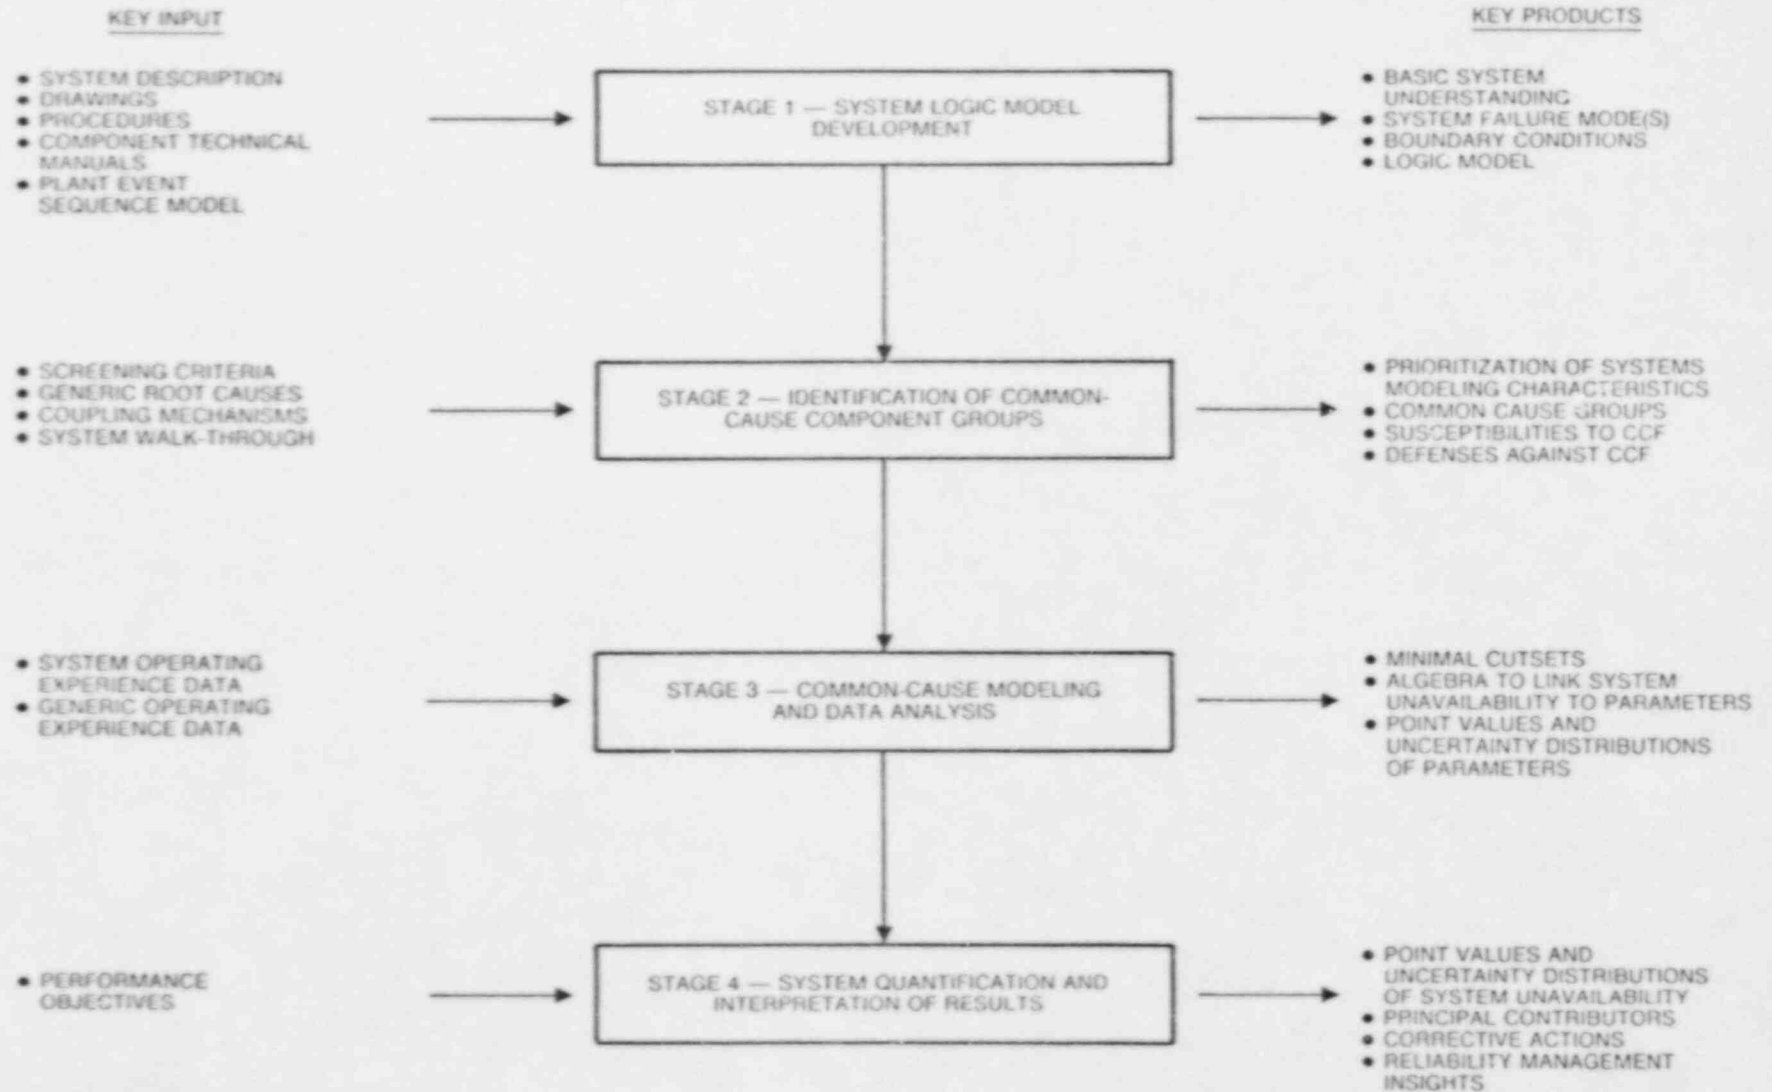 KEY INPUT
KEY PRODUCTS
• SYSTEM DESCRIPTION
• DRAWINGS
• PROCEDURES
• COMPONENT TECHNICAL
MANUALS
• PLANT EVENT
SEQUENCE MODEL
STAGE 1 — SYSTEM LOGIC MODEL
DEVELOPMENT
• BASIC SYSTEM
UNDERSTANDING
• SYSTEM FAILURE MODE(S)
• BOUNDARY CONDITIONS
• LOGIC MODEL
• SCREENING CRITERIA
• GENERIC ROOT CAUSES
• COUPLING MECHANISMS
• SYSTEM WALK-THROUGH
STAGE 2 — IDENTIFICATION OF COMMON-
CAUSE COMPONENT GROUPS
• PRIORITIZATION OF SYSTEMS
MODELING CHARACTERISTICS
• COMMON CAUSE GROUPS
• SUSCEPTIBILITIES TO CCF
• DEFENSES AGAINST CCF
• SYSTEM OPERATING
EXPERIENCE DATA
• GENERIC OPERATING
EXPERIENCE DATA
STAGE 3 — COMMON-CAUSE MODELING
AND DATA ANALYSIS
• MINIMAL CUTSETS
• ALGEBRA TO LINK SYSTEM
UNAVAILABILITY TO PARAMETERS
• POINT VALUES AND
UNCERTAINTY DISTRIBUTIONS
OF PARAMETERS
• PERFORMANCE
OBJECTIVES
STAGE 4 — SYSTEM QUANTIFICATION AND
INTERPRETATION OF RESULTS
• POINT VALUES AND
UNCERTAINTY DISTRIBUTIONS
OF SYSTEM UNAVAILABILITY
• PRINCIPAL CONTRIBUTORS
• CORRECTIVE ACTIONS
• RELIABILITY MANAGEMENT
INSIGHTS